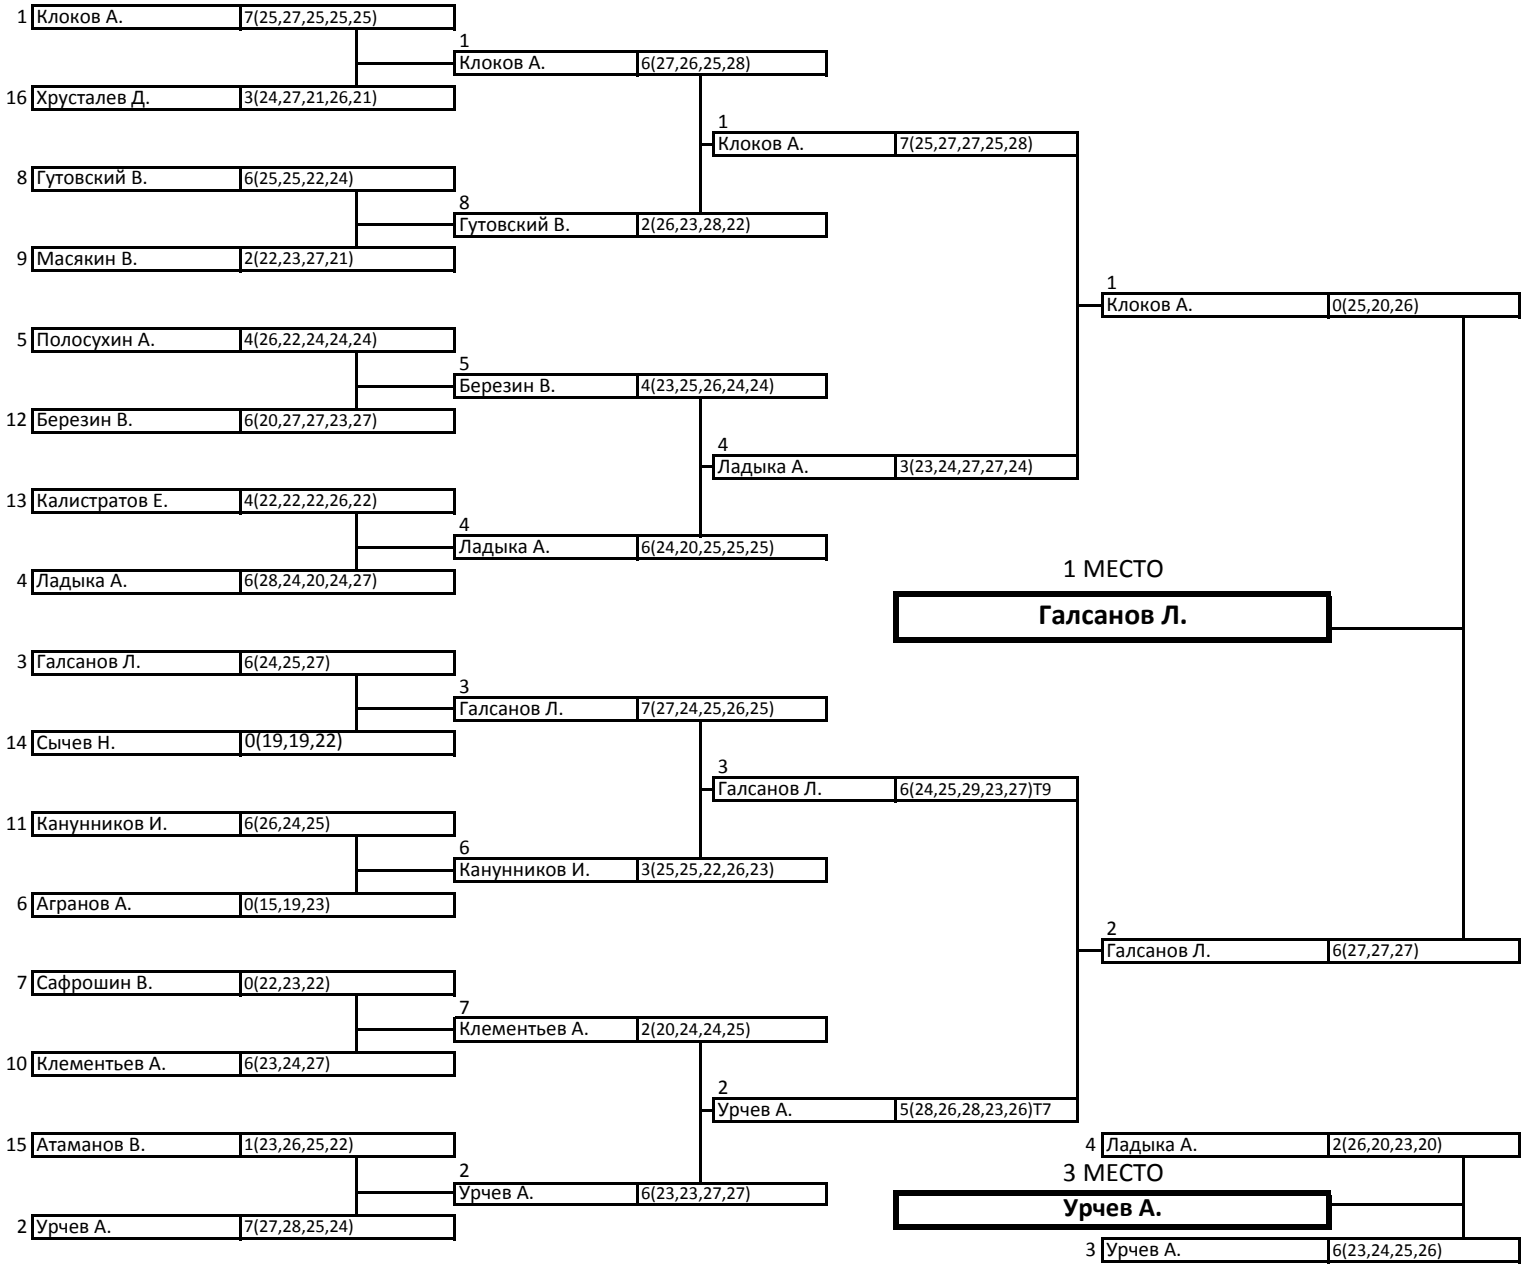 1 Клоков А. 7(25,27,25,25,25)
1
Клоков А. 6(27,26,25,28)
16 Хрусталев Д. 3(24,27,21,26,21)
1
Клоков А. 7(25,27,27,25,28)
8 Гутовский В. 6(25,25,22,24)
8
Гутовский В. 2(26,23,28,22)
9 Масякин В. 2(22,23,27,21)
1
Клоков А. 0(25,20,26)
5 Полосухин А. 4(26,22,24,24,24)
5
Березин В. 4(23,25,26,24,24)
12 Березин В. 6(20,27,27,23,27)
4
Ладыка А. 3(23,24,27,27,24)
13 Калистратов Е. 4(22,22,22,26,22)
4
Ладыка А. 6(24,20,25,25,25)
1 МЕСТО
4 Ладыка А. 6(28,24,20,24,27)
Галсанов Л.
3 Галсанов Л. 6(24,25,27)
3
Галсанов Л. 7(27,24,25,26,25)
14 Сычев Н. 0(19,19,22)
3
Галсанов Л. 6(24,25,29,23,27)Т9
11 Канунников И. 6(26,24,25)
6
Канунников И. 3(25,25,22,26,23)
6 Агранов А. 0(15,19,23)
2
Галсанов Л. 6(27,27,27)
7 Сафрошин В. 0(22,23,22)
7
Клементьев А. 2(20,24,24,25)
10 Клементьев А. 6(23,24,27)
2
Урчев А. 5(28,26,28,23,26)Т7
15 Атаманов В. 1(23,26,25,22)
4 Ладыка А. 2(26,20,23,20)
2
3 МЕСТО
Урчев А. 6(23,23,27,27)
Урчев А.
2 Урчев А. 7(27,28,25,24)
3 Урчев А. 6(23,24,25,26)